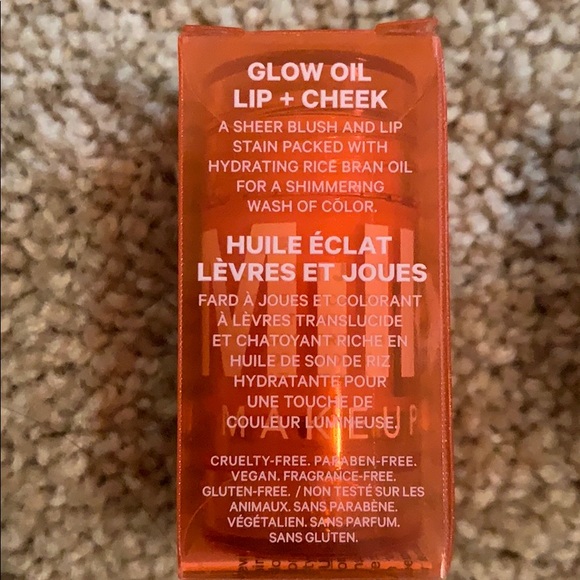 GLOW OIL
LIP + CHEEK
A SHEER BLUSH AND LIP
STAIN PACKED WITH
HYDRATING RICE BRAN OIL
FOR A SHIMMERING
WASH OF COLOR.
HUILE ÉCLAT
LÈVRES ET JOUES
FARD À JOUES ET COLORANT
À LÈVRES TRANSLUCIDE
ET CHATOYANT RICHE EN
HUILE DE SON DE RIZ
HYDRATANTE POUR
UNE TOUCHE DE
COULEUR LUMINEUSE.
MAKEUP
CRUELTY-FREE. PARABEN-FREE.
VEGAN. FRAGRANCE-FREE.
GLUTEN-FREE. / NON TESTÉ SUR LES
ANIMAUX. SANS PARABÈNE.
VÉGÉTALIEN. SANS PARFUM.
SANS GLUTEN.